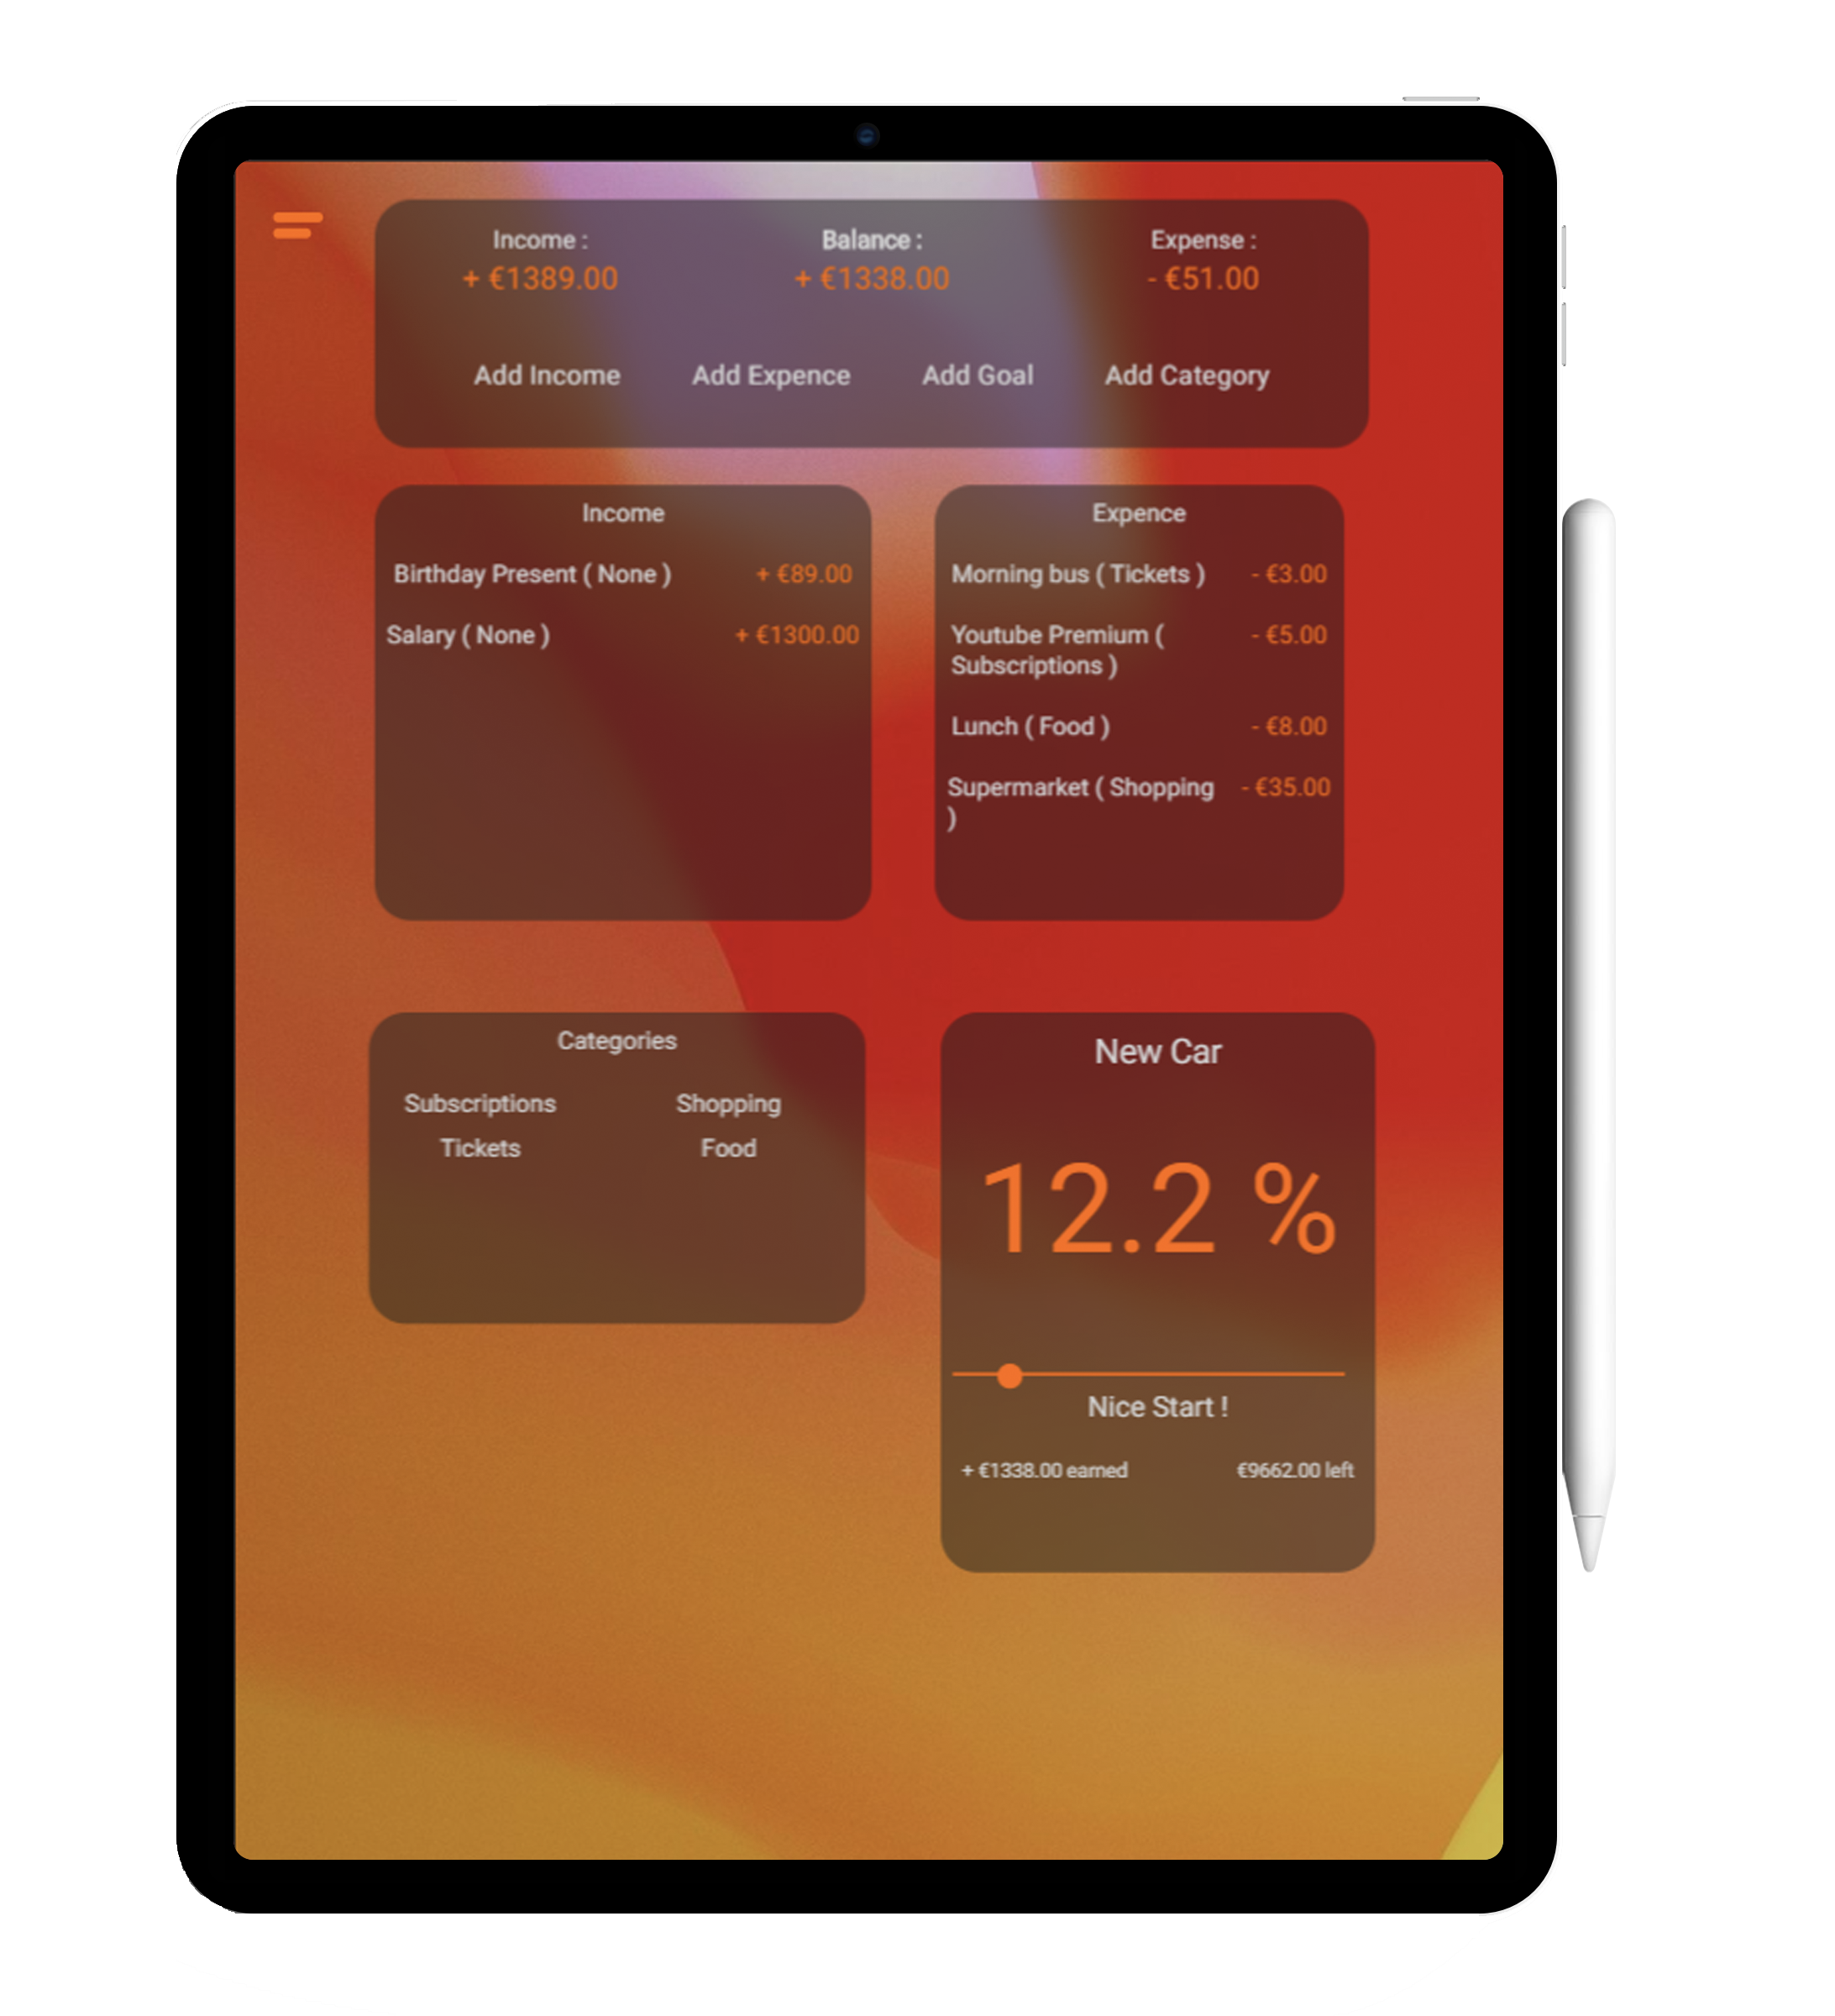 Income :
Balance :
Expense :
+ €1389.00
+ €1338.00
- €51.00
Add Income
Add Expence
Add Goal
Add Category
Income
Birthday Present ( None )
+ €89.00
Salary ( None )
+ €1300.00
Expence
Morning bus ( Tickets )
- €3.00
Youtube Premium (
- €5.00
Subscriptions )
Lunch ( Food )
- €8.00
Supermarket ( Shopping
- €35.00
)
Categories
Subscriptions
Shopping
Tickets
Food
New Car
12.2 %
Nice Start !
+ €1338.00 earned
€9662.00 left